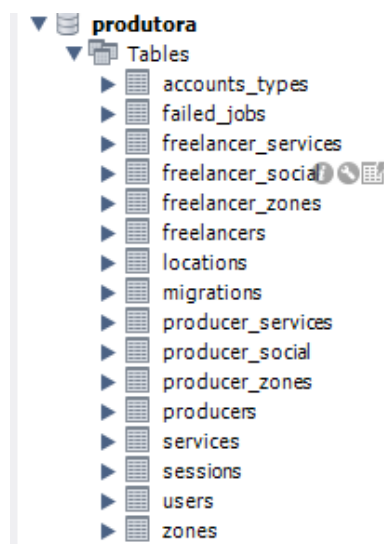 produtora
Tables
accounts_types
failed_jobs
freelancer_services
freelancer_social
freelancer_zones
freelancers
locations
migrations
producer_services
producer_social
producer_zones
producers
services
sessions
users
zones